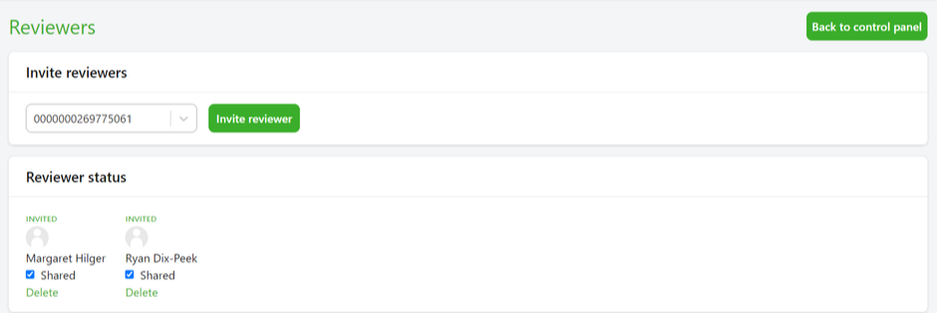 Reviewers
Back to control panel
Invite reviewers
0000000269775061
Invite reviewer
Reviewer status
INVITED INVITED
Margaret Hilger Ryan Dix-Peek
Shared Shared
Delete Delete